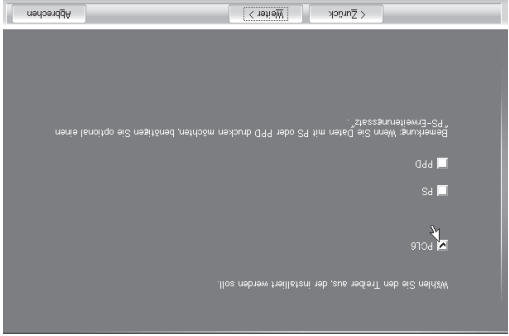 Wählen Sie den Treiber aus, der installiert werden soll.
PCL6
PS
PPD
Bemerkung: Wenn Sie Daten mit PS oder PPD drucken möchten, benötigen Sie optional einen
"PS-Erweiterungssatz".
< Zurück
Weiter >
Abbrechen